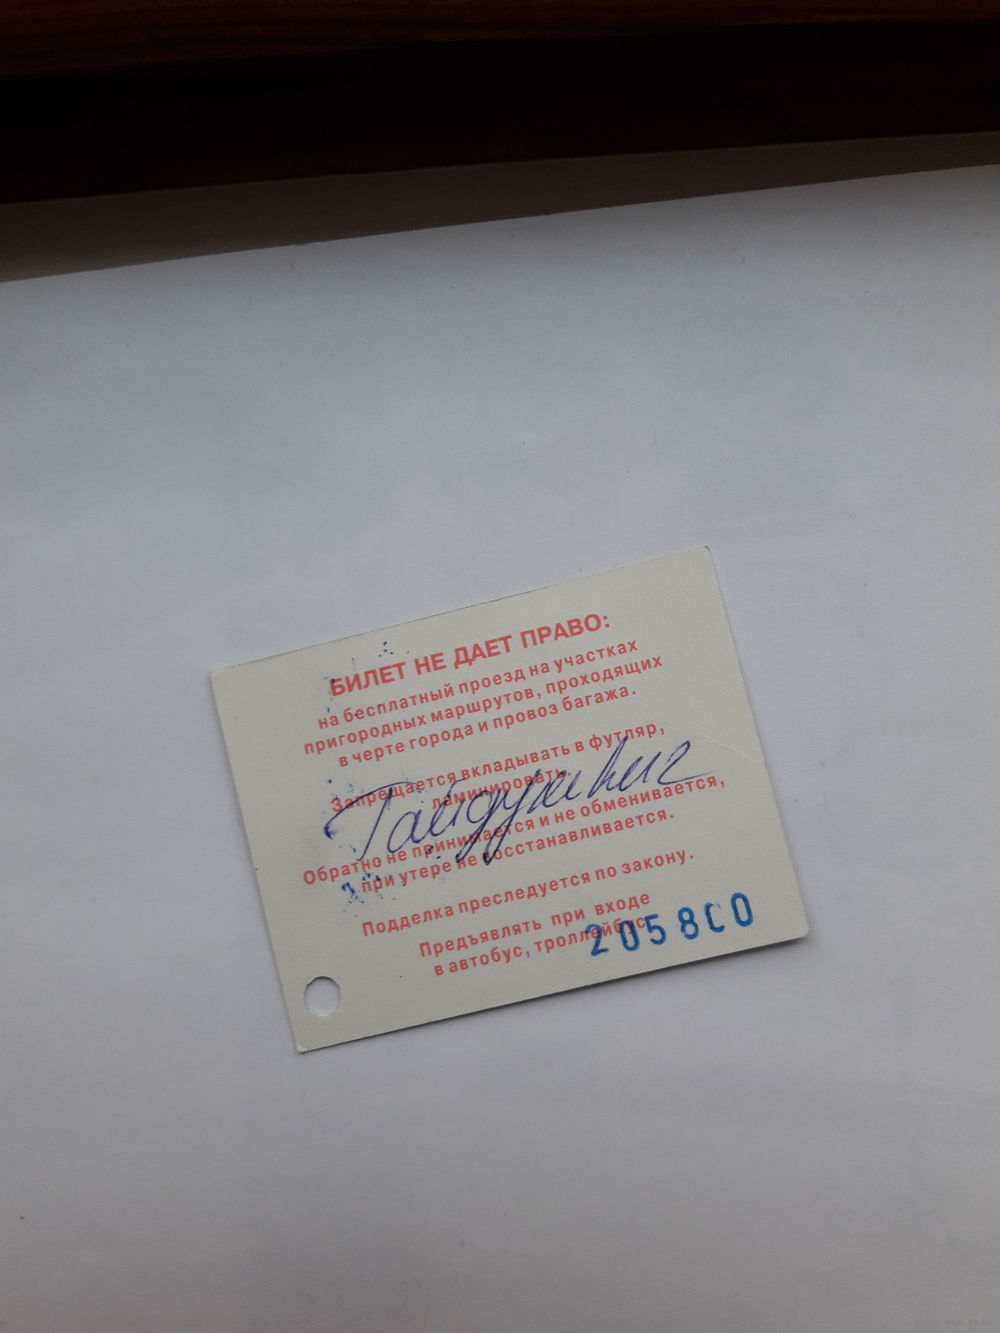 БИЛЕТ НЕ ДАЕТ ПРАВО:
на бесплатный проезд на участках
пригородных маршрутов, проходящих
в черте города и провоз багажа.
Запрещается вкладывать в футляр,
ламинировать.
Обратно не принимается и не обменивается,
при утере не восстанавливается.
Подделка преследуется по закону.
Предъявлять при входе
в автобус, троллейбус
205800